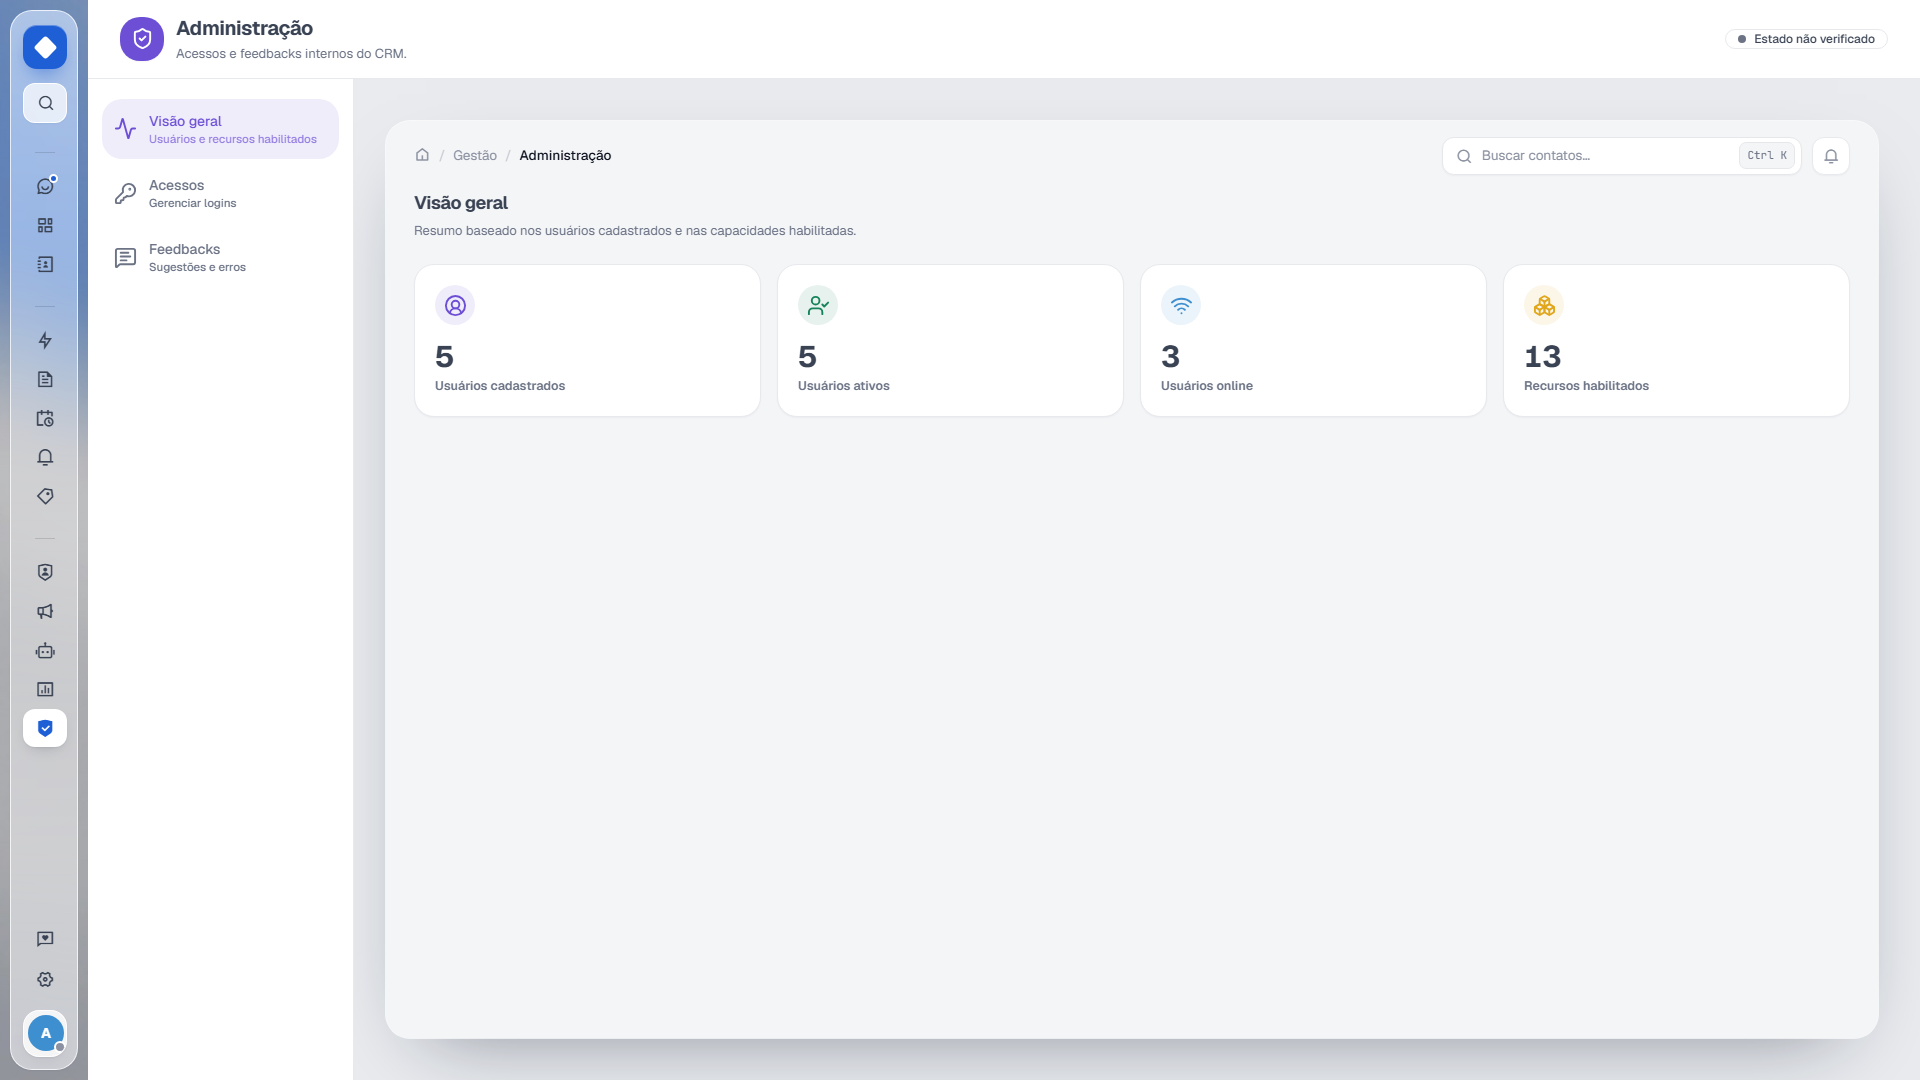 Administração
Acessos e feedbacks internos do CRM.
Estado não verificado
Visão geral
Usuários e recursos habilitados
Acessos
Gerenciar logins
Feedbacks
Sugestões e erros
/ Gestão / Administração
Buscar contatos...
Ctrl K
Visão geral
Resumo baseado nos usuários cadastrados e nas capacidades habilitadas.
5
Usuários cadastrados
5
Usuários ativos
3
Usuários online
13
Recursos habilitados
A